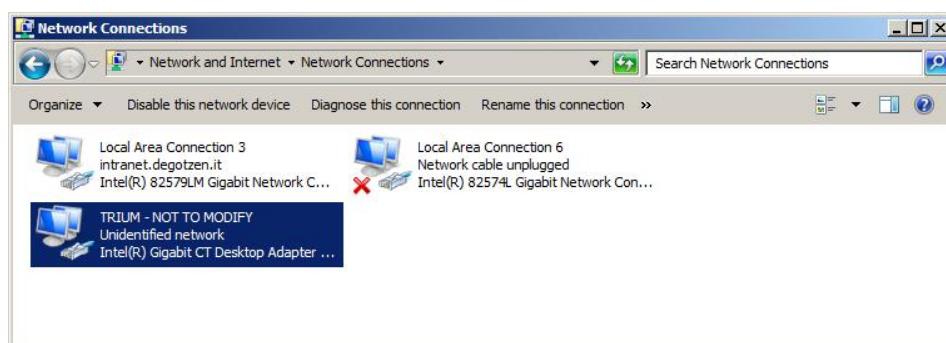 Network Connections
Network and Internet Network Connections
Search Network Connections
Organize Disable this network device Diagnose this connection Rename this connection »
Local Area Connection 3
intranet.degotzen.it
Intel(R) 82579LM Gigabit Network C...
Local Area Connection 6
Network cable unplugged
Intel(R) 82574L Gigabit Network Con...
TRIUM - NOT TO MODIFY
Unidentified network
Intel(R) Gigabit CT Desktop Adapter ...